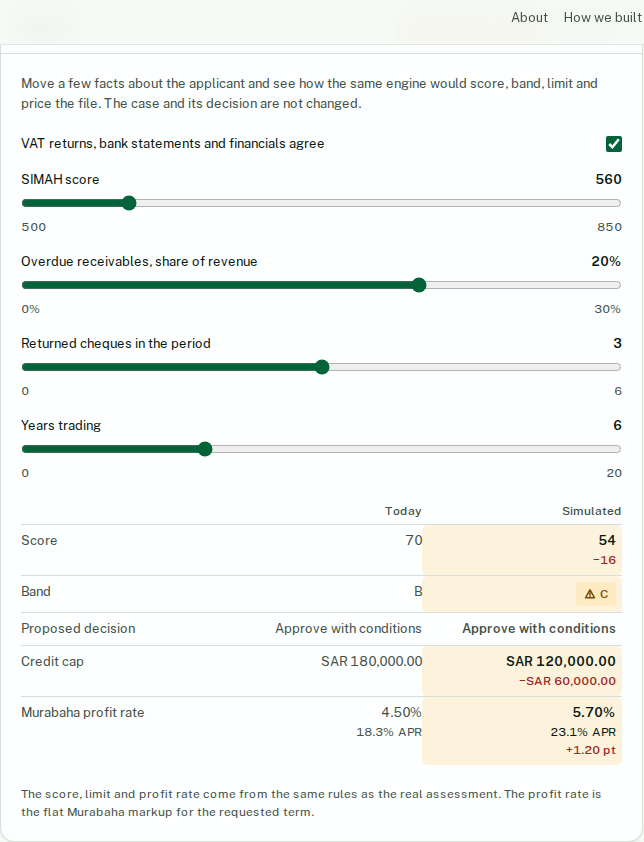 About How we built
Move a few facts about the applicant and see how the same engine would score, band, limit and
price the file. The case and its decision are not changed.
VAT returns, bank statements and financials agree
SIMAH score 560
500 850
Overdue receivables, share of revenue 20%
0% 30%
Returned cheques in the period 3
0 6
Years trading 6
0 20
Today Simulated
Score 70 54
−16
Band B C
Proposed decision Approve with conditions Approve with conditions
Credit cap SAR 180,000.00 SAR 120,000.00
−SAR 60,000.00
Murabaha profit rate 4.50% 5.70%
18.3% APR 23.1% APR
+1.20 pt
The score, limit and profit rate come from the same rules as the real assessment. The profit rate is
the flat Murabaha markup for the requested term.